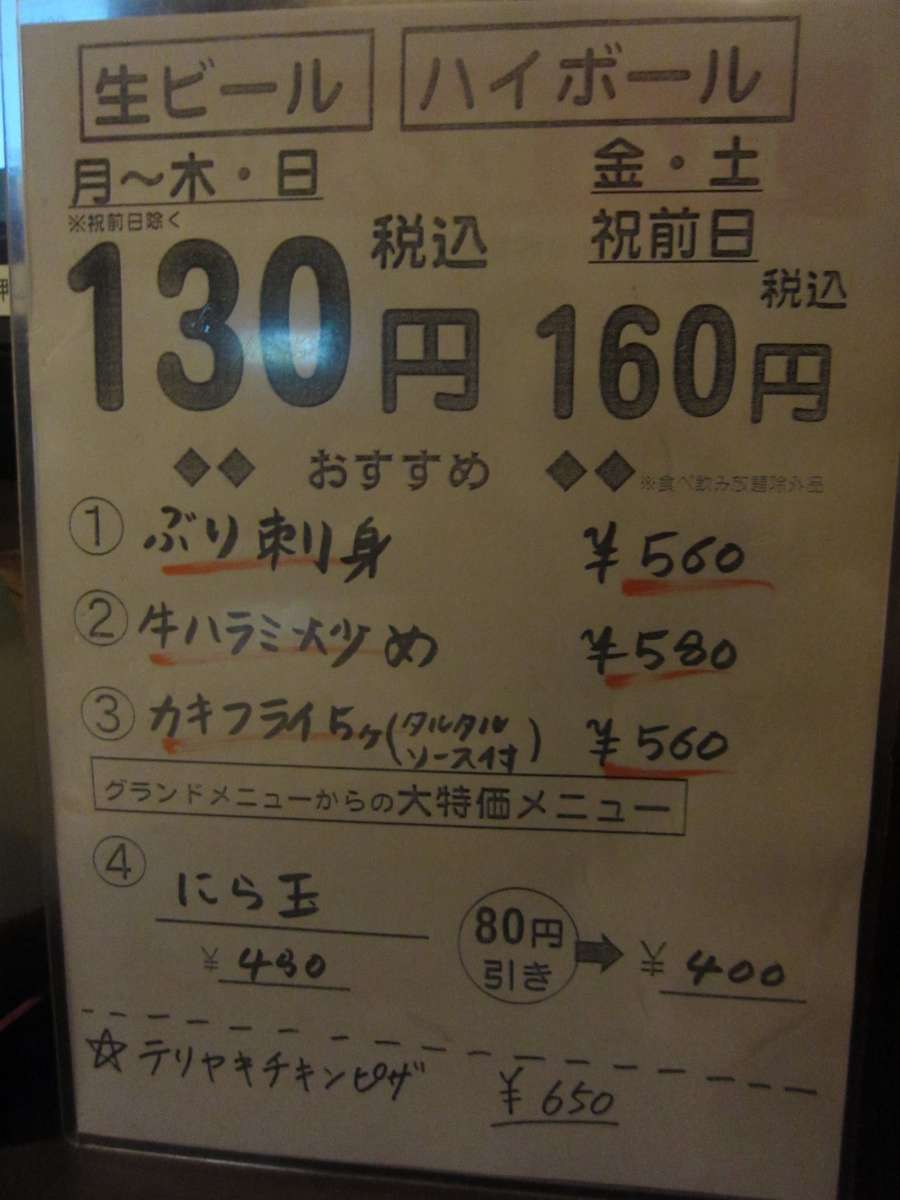 生ビール
ハイボール
月～木・日
※祝前日除く
130円
税込
金・土
祝前日
160円
税込
◆◆ おすすめ ◆◆ ※食べ飲み放題除外品
① ぶり刺身 ¥560
② 牛ハラミ大少め ¥580
③ カキフライ5ヶ(タルタル
ソース付) ¥560
グランドメニューからの大特価メニュー
④ にら玉
¥480
80円
引き
➡ ¥400
☆テリヤキチキンピザ ¥650